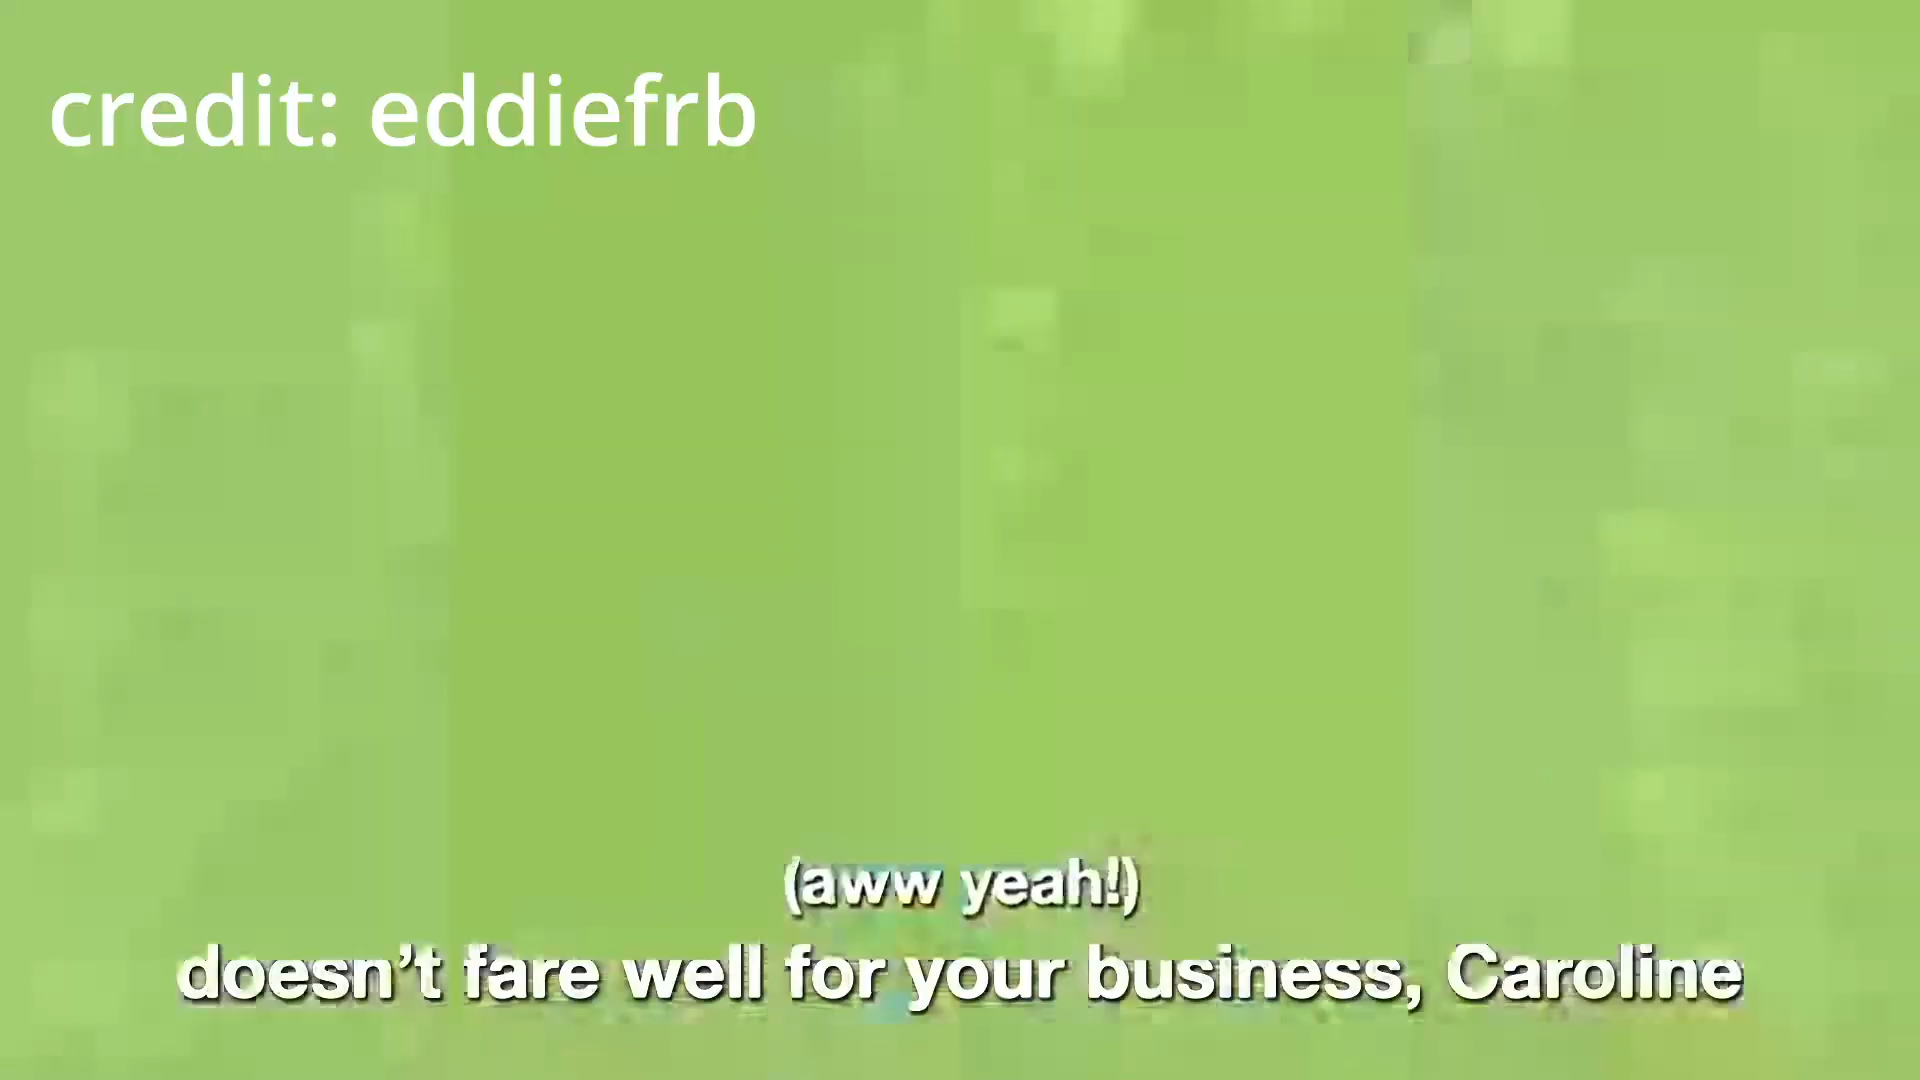 credit: eddiefrb
(aww yeah!)
doesn't fare well for your business, Caroline